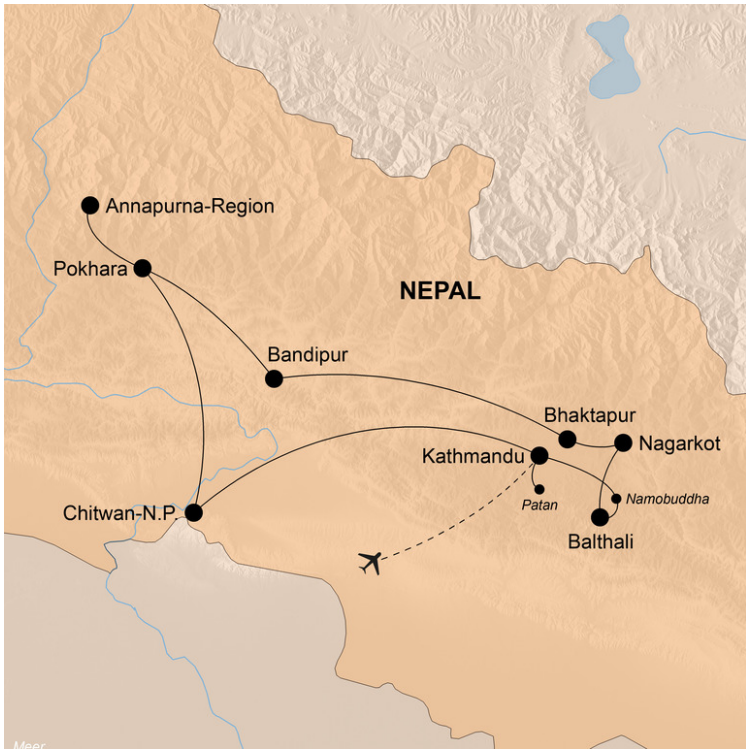 Annapurna-Region
Pokhara
NEPAL
Bandipur
Bhaktapur
Nagarkot
Kathmandu
Namobuddha
Patan
Chitwan-N.P.
Balthali
Meer